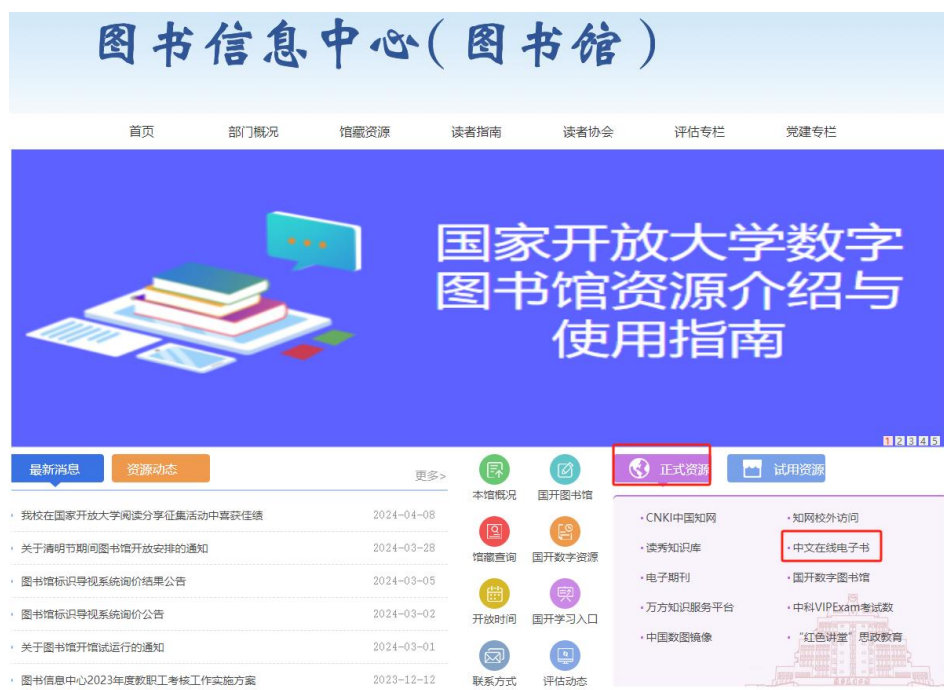 图书信息中心(图书馆)
首页 部门概况 馆藏资源 读者指南 读者协会 评估专栏 党建专栏
国家开放大学数字
图书馆资源介绍与
使用指南
1 2 3 4 5
最新消息 资源动态 更多>
我校在国家开放大学阅读分享征集活动中喜获佳绩 2024-04-08
关于清明节期间图书馆开放安排的通知 2024-03-28
图书馆标识导视系统询价结果公告 2024-03-05
图书馆标识导视系统询价公告 2024-03-02
关于图书馆开馆试运行的通知 2024-03-01
图书信息中心2023年度教职工考核工作实施方案 2023-12-12
本馆概况 国开图书馆
馆藏查询 国开数字资源
开放时间 国开学习入口
联系方式 评估动态
正式资源 试用资源
·CNKI中国知网 ·知网校外访问
·读秀知识库 ·中文在线电子书
·电子期刊 ·国开数字图书馆
·万方知识服务平台 ·中科VIPExam考试数
·中国数图镜像 ·“红色讲堂”思政教育